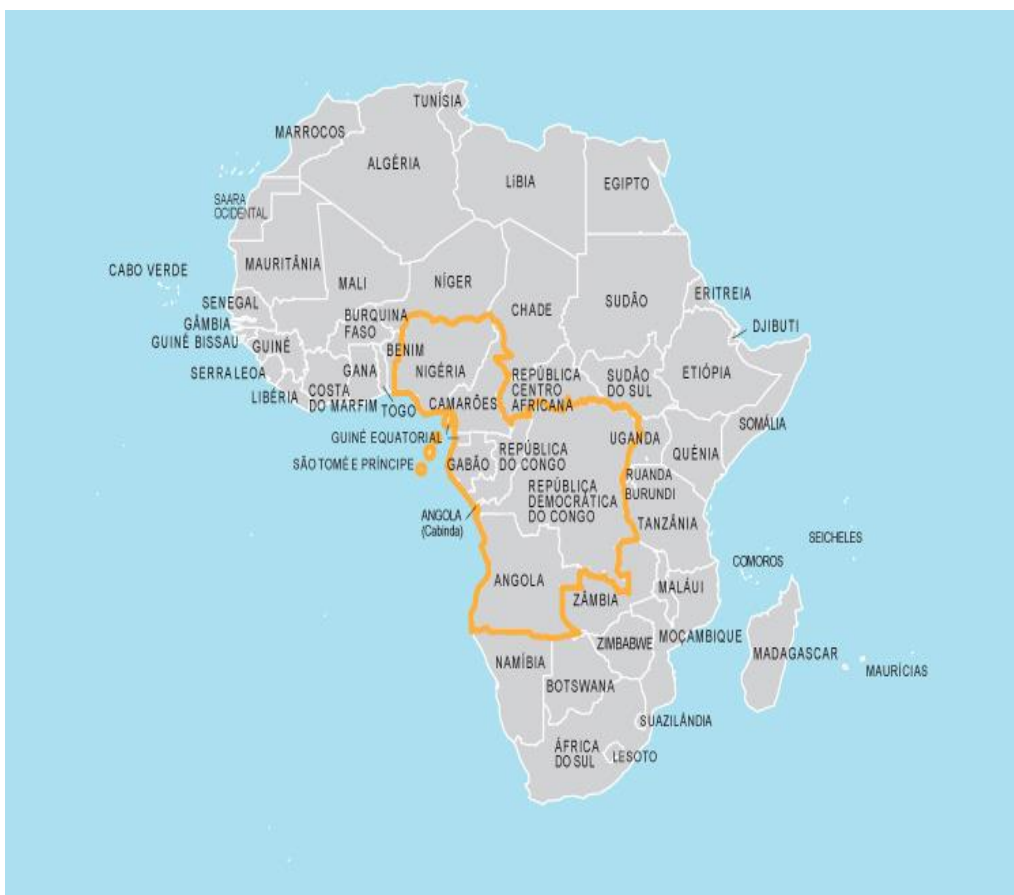 TUNÍSIA
MARROCOS
ALGÉRIA
LíBIA
EGIPTO
SAARA
OCIDENTAL
MAURITÂNIA
CABO VERDE
MALI
NÍGER
CHADE
SUDÃO
ERITREIA
SENEGAL
GÂMBIA
GUINÉ BISSAU
GUINÉ
BURQUINA
FASO
DJIBUTI
BENIM
NIGÉRIA
SERRA LEOA
GANA
LIBÉRIA
COSTA
DO MARFIM
TOGO
CAMARÕES
REPÚBLICA
CENTRO
AFRICANA
SUDÃO
DO SUL
ETIÓPIA
SOMÁLIA
GUINÉ EQUATORIAL
SÃO TOMÉ E PRÍNCIPE
GABÃO
REPÚBLICA
DO CONGO
UGANDA
QUÉNIA
REPÚBLICA
DEMOCRÁTICA
DO CONGO
RUANDA
BURUNDI
ANGOLA
(Cabinda)
TANZÂNIA
SEICHELES
COMOROS
ANGOLA
ZÂMBIA
MALÁUI
MOÇAMBIQUE
ZIMBABWE
NAMÍBIA
BOTSWANA
MADAGASCAR
MAURÍCIAS
SUAZILÂNDIA
ÁFRICA
DO SUL
LESOTO